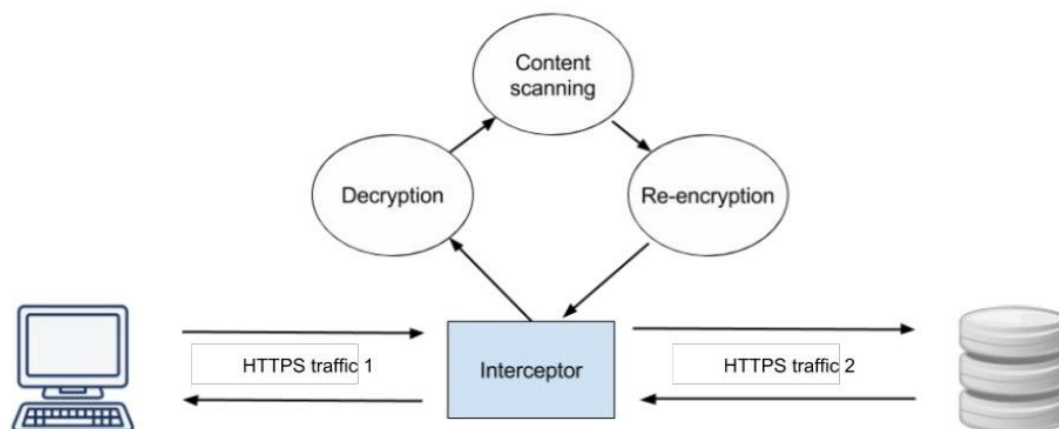 Content
scanning
Decryption
Re-encryption
HTTPS traffic 1
Interceptor
HTTPS traffic 2